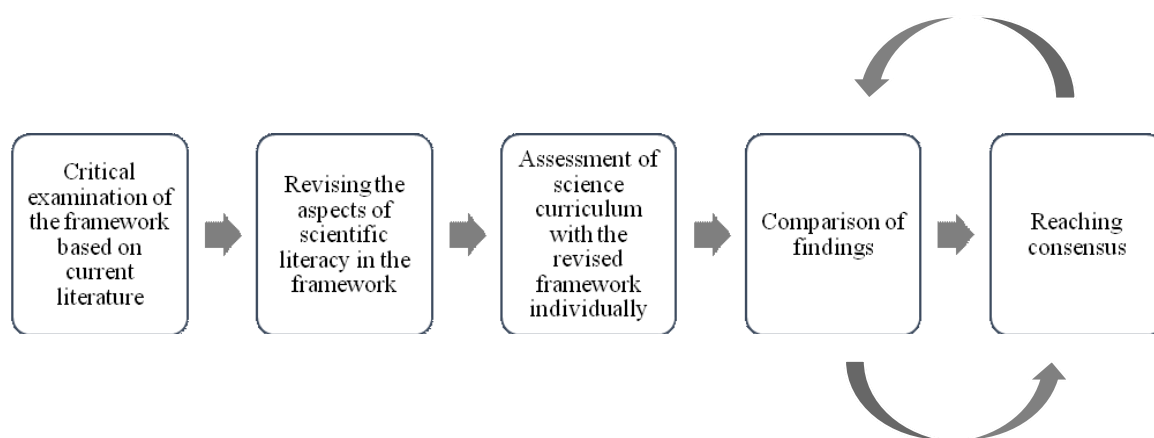 Critical
examination of
the framework
based on
current
literature
Revising the
aspects of
scientific
literacy in the
framework
Assessment of
science
curriculum
with the
revised
framework
individually
Comparison of
findings
Reaching
consensus